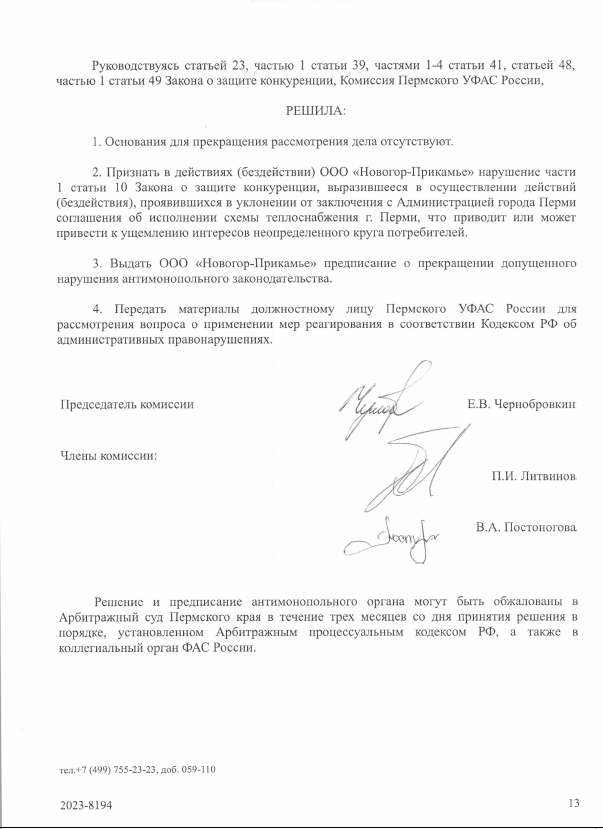 Руководствуясь статьей 23, частью 1 статьи 39, частями 1-4 статьи 41, статьей 48,
частью 1 статьи 49 Закона о защите конкуренции, Комиссия Пермского УФАС России,
РЕШИЛА:
1. Основания для прекращения рассмотрения дела отсутствуют.
2. Признать в действиях (бездействии) ООО «Новогор-Прикамье» нарушение части
1 статьи 10 Закона о защите конкуренции, выразившееся в осуществлении действий
(бездействия), проявившихся в уклонении от заключения с Администрацией города Перми
соглашения об исполнении схемы теплоснабжения г. Перми, что приводит или может
привести к ущемлению интересов неопределенного круга потребителей.
3. Выдать ООО «Новогор-Прикамье» предписание о прекращении допущенного
нарушения антимонопольного законодательства.
4. Передать материалы должностному лицу Пермского УФАС России для
рассмотрения вопроса о применении мер реагирования в соответствии Кодексом РФ об
административных правонарушениях.
Председатель комиссии Е.В. Чернобровкин
Члены комиссии:
П.И. Литвинов
В.А. Постоногова
Решение и предписание антимонопольного органа могут быть обжалованы в
Арбитражный суд Пермского края в течение трех месяцев со дня принятия решения в
порядке, установленном Арбитражным процессуальным кодексом РФ, а также в
коллегиальный орган ФАС России.
тел.+7 (499) 755-23-23, доб. 059-110
2023-8194 13